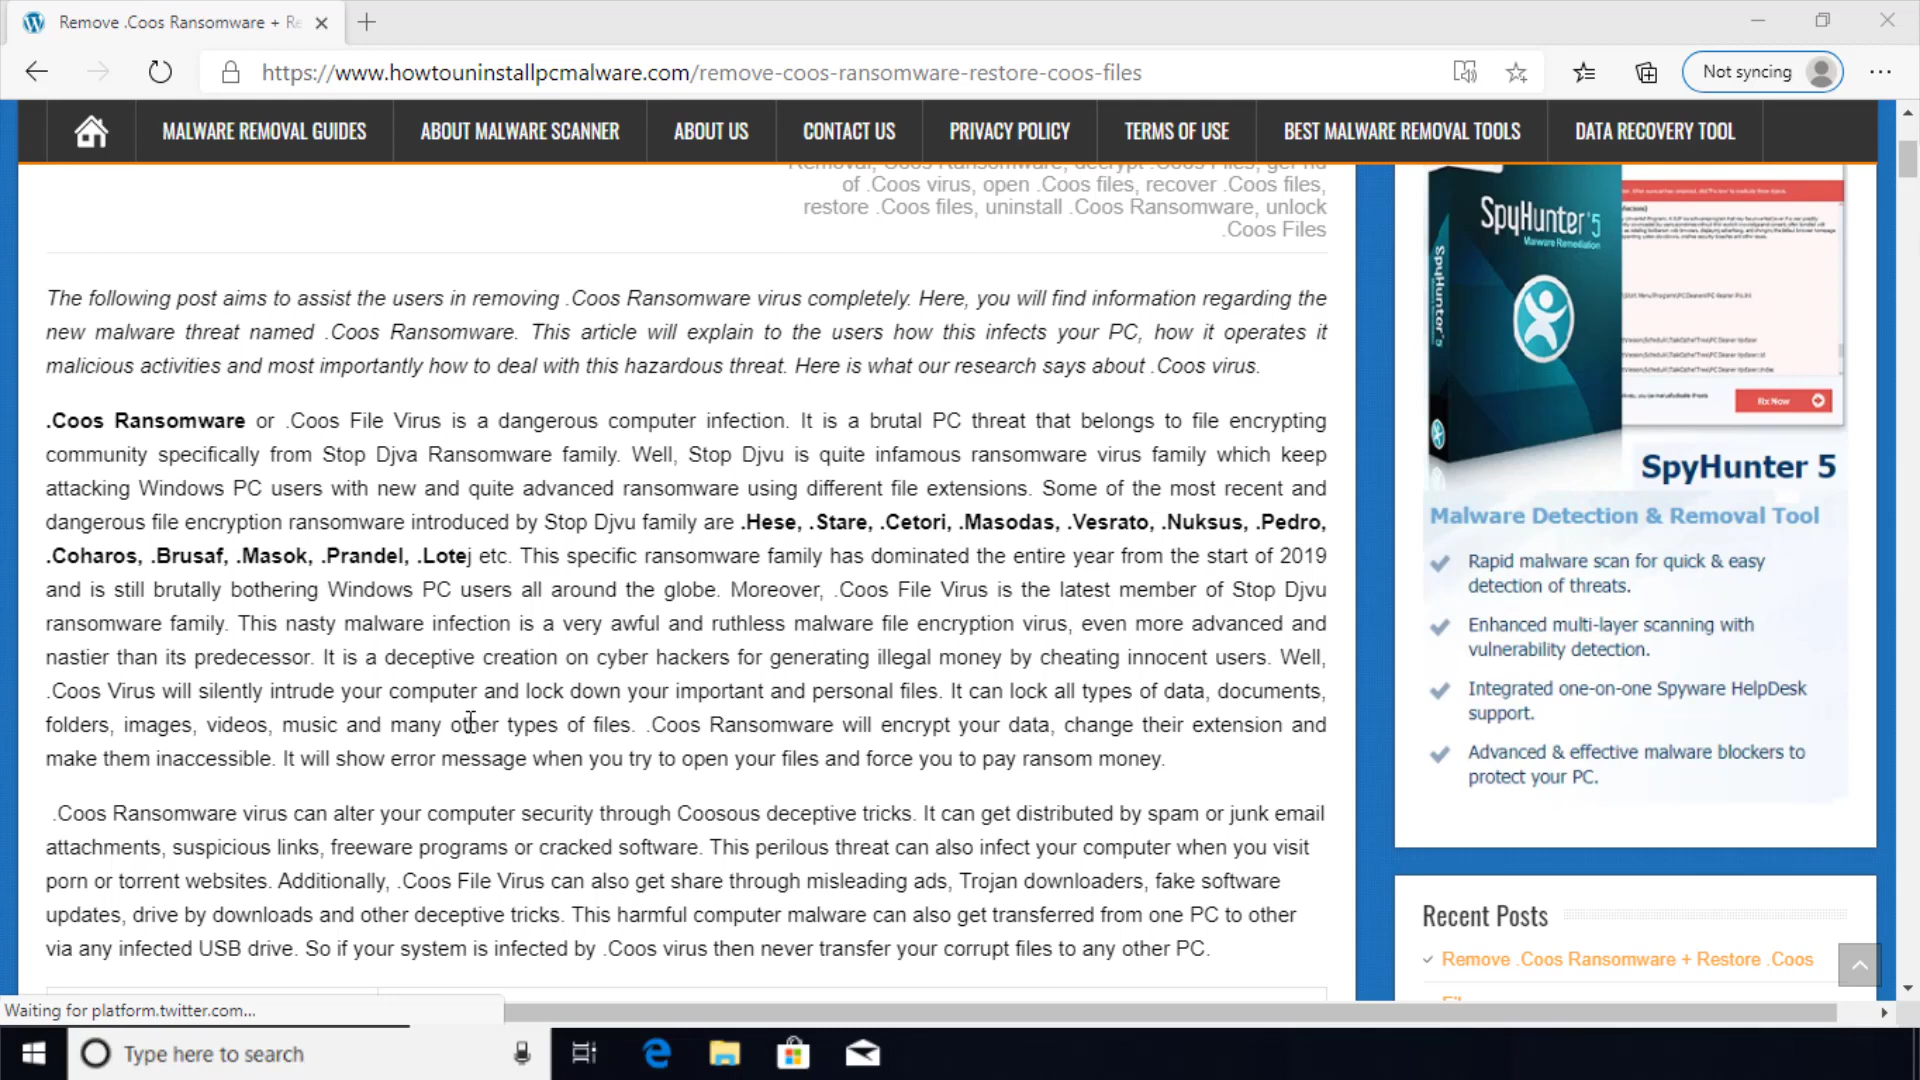 Remove .Coos Ransomware + Re
https://www.howtouninstallpcmalware.com/remove-coos-ransomware-restore-coos-files
Not syncing
MALWARE REMOVAL GUIDES
ABOUT MALWARE SCANNER
ABOUT US
CONTACT US
PRIVACY POLICY
TERMS OF USE
BEST MALWARE REMOVAL TOOLS
DATA RECOVERY TOOL
Removal, Coos Ransomware, decrypt .Coos Files, get rid
of .Coos virus, open .Coos files, recover .Coos files,
restore .Coos files, uninstall .Coos Ransomware, unlock
.Coos Files
The following post aims to assist the users in removing .Coos Ransomware virus completely. Here, you will find information regarding the
new malware threat named .Coos Ransomware. This article will explain to the users how this infects your PC, how it operates it
malicious activities and most importantly how to deal with this hazardous threat. Here is what our research says about .Coos virus.
.Coos Ransomware or .Coos File Virus is a dangerous computer infection. It is a brutal PC threat that belongs to file encrypting
community specifically from Stop Djva Ransomware family. Well, Stop Djvu is quite infamous ransomware virus family which keep
attacking Windows PC users with new and quite advanced ransomware using different file extensions. Some of the most recent and
dangerous file encryption ransomware introduced by Stop Djvu family are .Hese, .Stare, .Cetori, .Masodas, .Vesrato, .Nuksus, .Pedro,
.Coharos, .Brusaf, .Masok, .Prandel, .Lotej etc. This specific ransomware family has dominated the entire year from the start of 2019
and is still brutally bothering Windows PC users all around the globe. Moreover, .Coos File Virus is the latest member of Stop Djvu
ransomware family. This nasty malware infection is a very awful and ruthless malware file encryption virus, even more advanced and
nastier than its predecessor. It is a deceptive creation on cyber hackers for generating illegal money by cheating innocent users. Well,
.Coos Virus will silently intrude your computer and lock down your important and personal files. It can lock all types of data, documents,
folders, images, videos, music and many other types of files. .Coos Ransomware will encrypt your data, change their extension and
make them inaccessible. It will show error message when you try to open your files and force you to pay ransom money.
.Coos Ransomware virus can alter your computer security through Coosous deceptive tricks. It can get distributed by spam or junk email
attachments, suspicious links, freeware programs or cracked software. This perilous threat can also infect your computer when you visit
porn or torrent websites. Additionally, .Coos File Virus can also get share through misleading ads, Trojan downloaders, fake software
updates, drive by downloads and other deceptive tricks. This harmful computer malware can also get transferred from one PC to other
via any infected USB drive. So if your system is infected by .Coos virus then never transfer your corrupt files to any other PC.
SpyHunter 5
Malware Remediation
SpyHunter 5
Fix Now
SpyHunter 5
Malware Detection & Removal Tool
Rapid malware scan for quick & easy
detection of threats.
Enhanced multi-layer scanning with
vulnerability detection.
Integrated one-on-one Spyware HelpDesk
support.
Advanced & effective malware blockers to
protect your PC.
Recent Posts
Remove .Coos Ransomware + Restore .Coos
Waiting for platform.twitter.com...
Type here to search